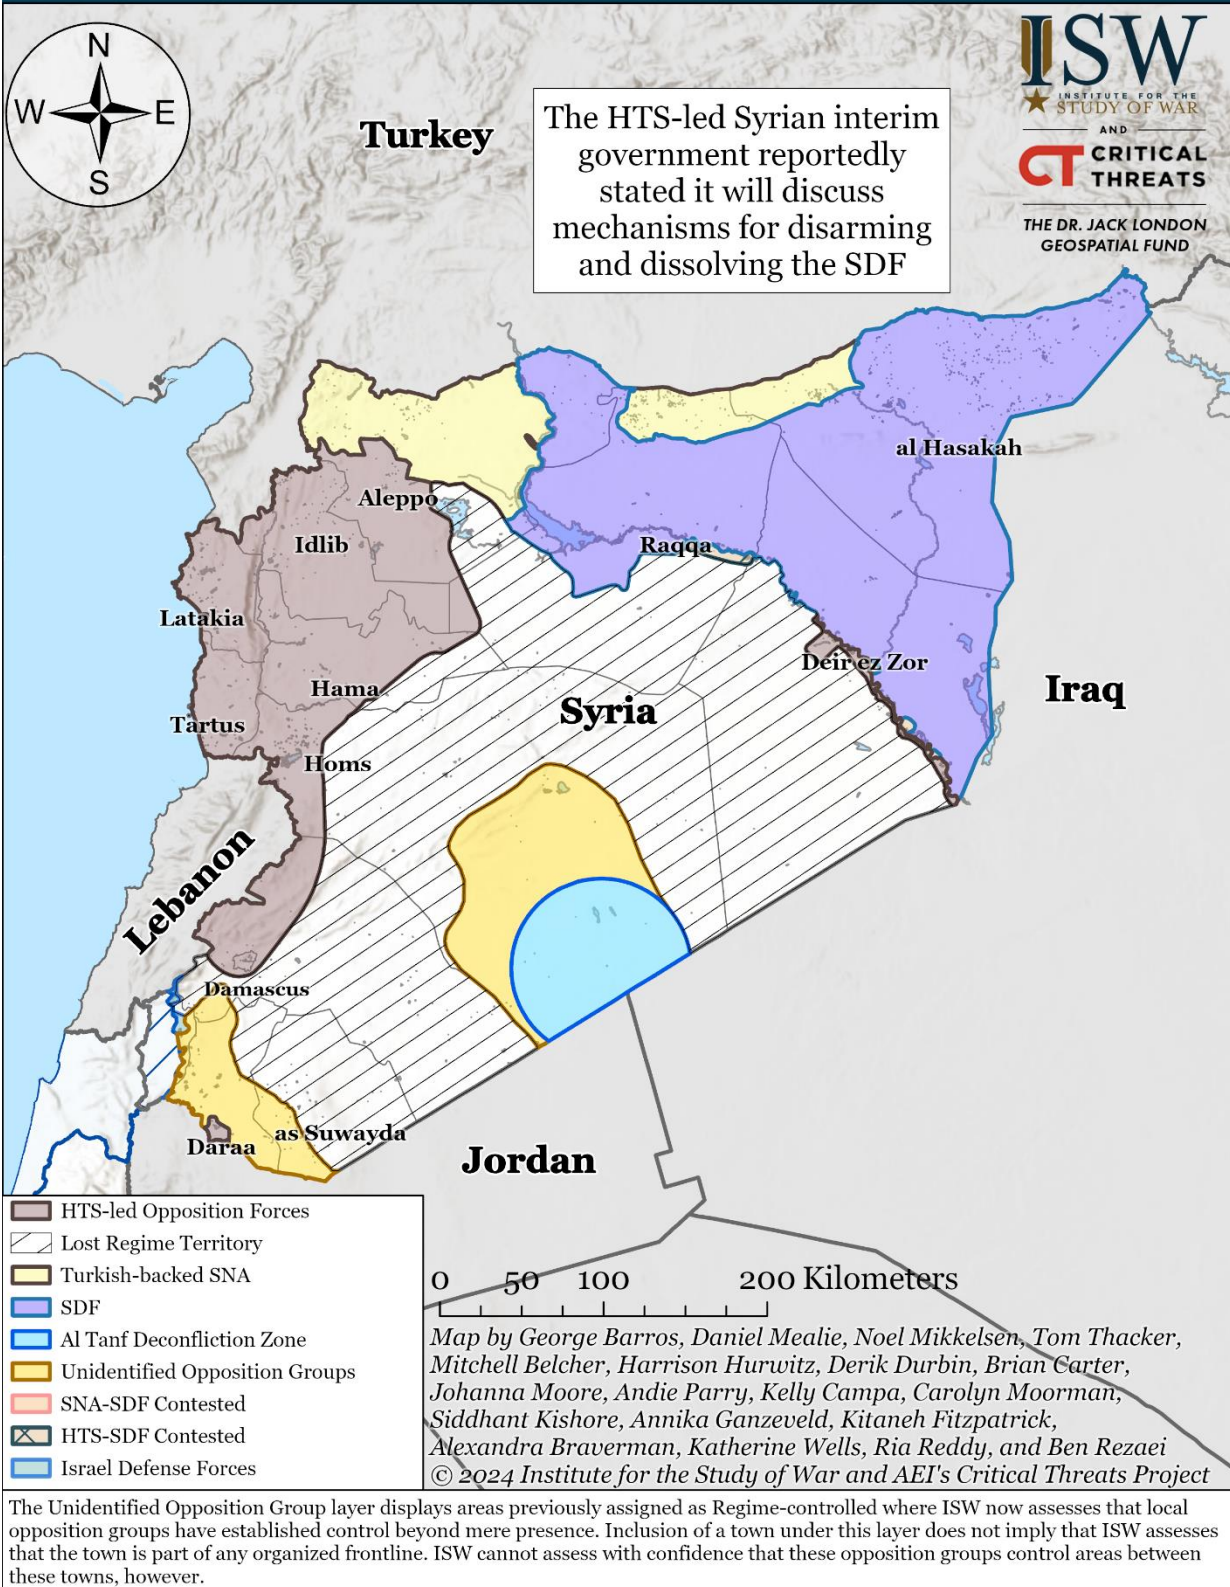 N
W
E
S
ISW
INSTITUTE FOR THE
STUDY OF WAR
AND
CT CRITICAL
THREATS
THE DR. JACK LONDON
GEOSPATIAL FUND
Turkey
The HTS-led Syrian interim
government reportedly
stated it will discuss
mechanisms for disarming
and dissolving the SDF
al Hasakah
Aleppo
Idlib
Raqqa
Latakia
Deir ez Zor
Hama
Iraq
Syria
Tartus
Homs
Lebanon
Damascus
as Suwayda
Daraa
Jordan
HTS-led Opposition Forces
Lost Regime Territory
Turkish-backed SNA
SDF
Al Tanf Deconfliction Zone
Unidentified Opposition Groups
SNA-SDF Contested
HTS-SDF Contested
Israel Defense Forces
0 50 100 200 Kilometers
Map by George Barros, Daniel Mealie, Noel Mikkelsen, Tom Thacker,
Mitchell Belcher, Harrison Hurwitz, Derik Durbin, Brian Carter,
Johanna Moore, Andie Parry, Kelly Campa, Carolyn Moorman,
Siddhant Kishore, Annika Ganzeveld, Kitaneh Fitzpatrick,
Alexandra Braverman, Katherine Wells, Ria Reddy, and Ben Rezaei
© 2024 Institute for the Study of War and AEI's Critical Threats Project
The Unidentified Opposition Group layer displays areas previously assigned as Regime-controlled where ISW now assesses that local
opposition groups have established control beyond mere presence. Inclusion of a town under this layer does not imply that ISW assesses
that the town is part of any organized frontline. ISW cannot assess with confidence that these opposition groups control areas between
these towns, however.